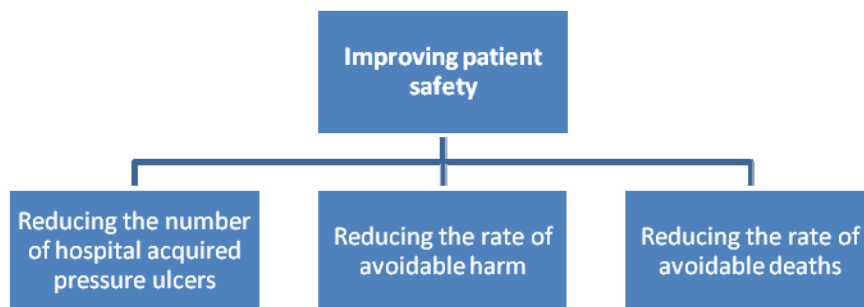 Improving patient
safety
Reducing the number
of hospital acquired
pressure ulcers
Reducing the rate of
avoidable harm
Reducing the rate of
avoidable deaths